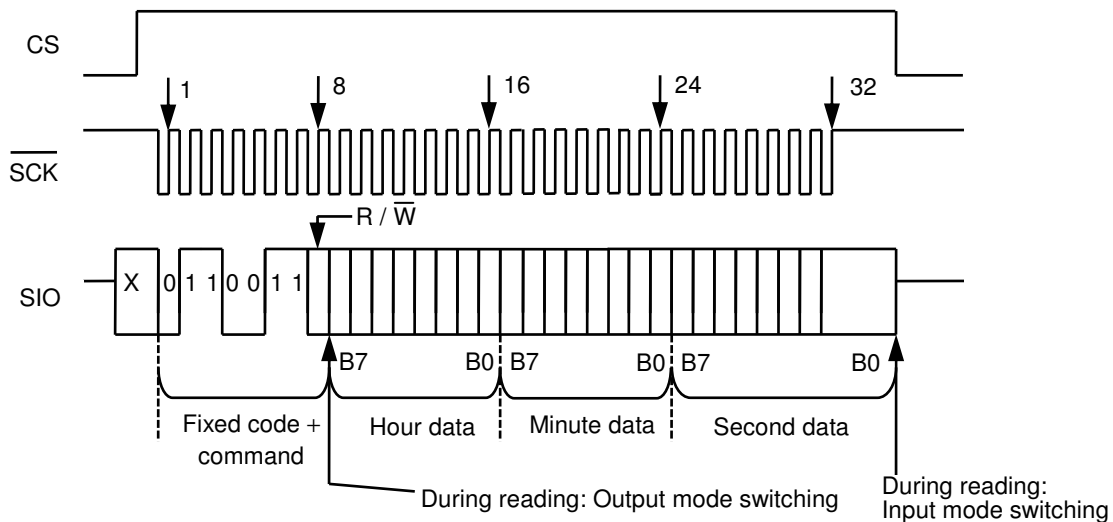 CS
1 8 16 24 32
SCK
R / W
X 0 1 1 0 0 1 1
SIO
B7 B0 B7 B0 B7 B0
Fixed code +
command
Hour data
Minute data
Second data
During reading: Output mode switching
During reading:
Input mode switching